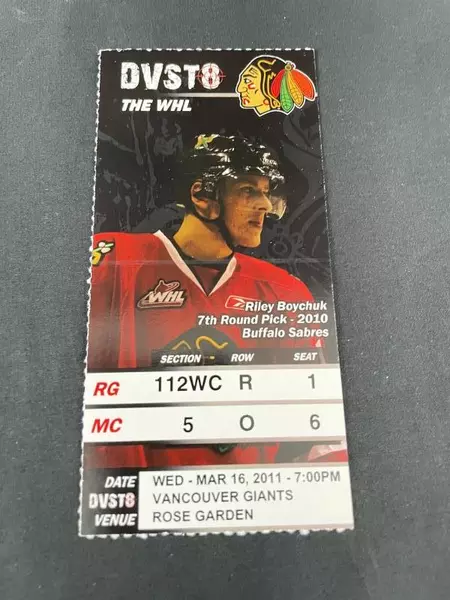 DVST8
THE WHL
WHL
Riley Boychuk
7th Round Pick - 2010
Buffalo Sabres
SECTION ROW SEAT
RG 112WC R 1
MC 5 O 6
DATE WED - MAR 16, 2011 - 7:00PM
DVST8 VANCOUVER GIANTS
VENUE ROSE GARDEN